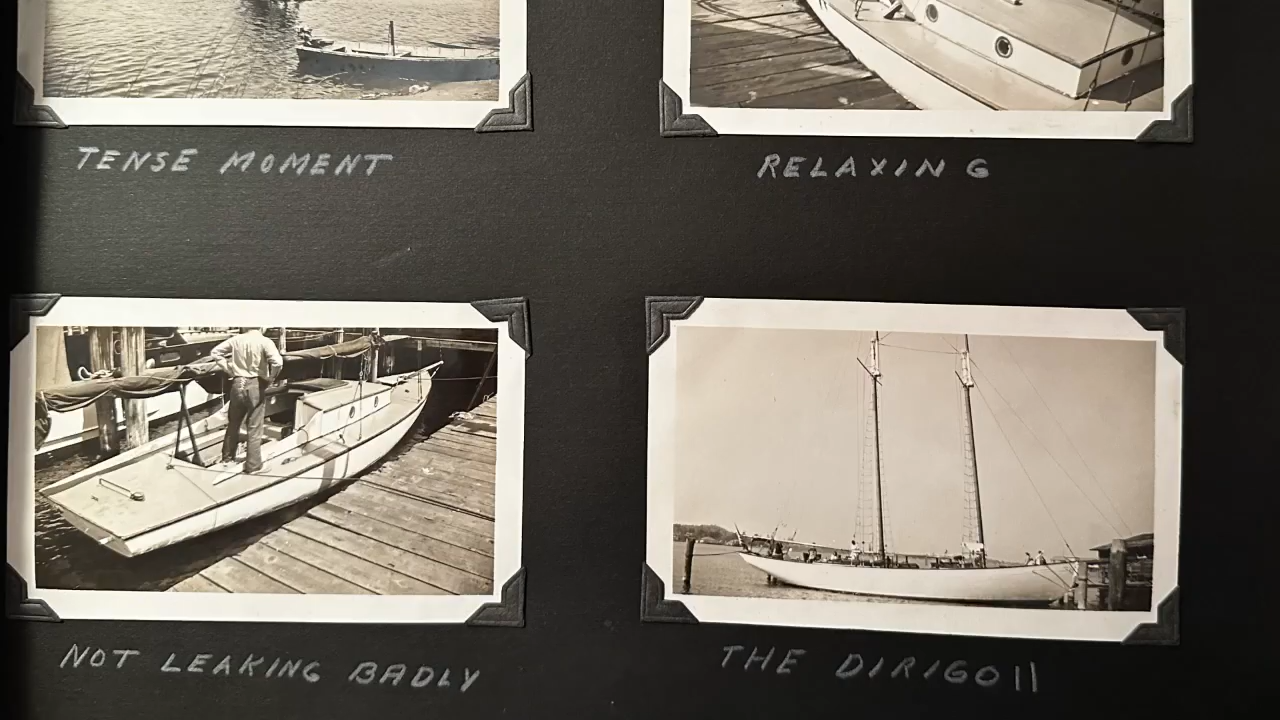 TENSE MOMENT
RELAXING
NOT LEAKING BADLY
THE DIRIGO II